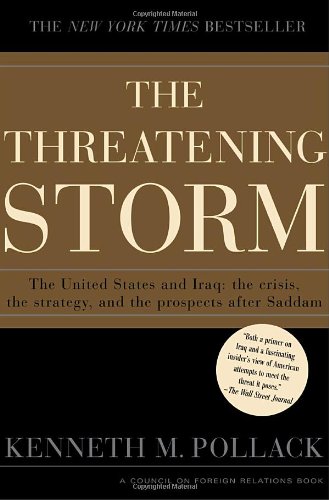 THE NEW YORK TIMES BESTSELLER
THE
THREATENING
STORM
The United States and Iraq: the crisis,
the strategy, and the prospects after Saddam
"Both a primer on
Iraq and a fascinating
insider's view of American
attempts to meet the
threat it poses."
—The Wall Street Journal
KENNETH M. POLLACK
A COUNCIL ON FOREIGN RELATIONS BOOK